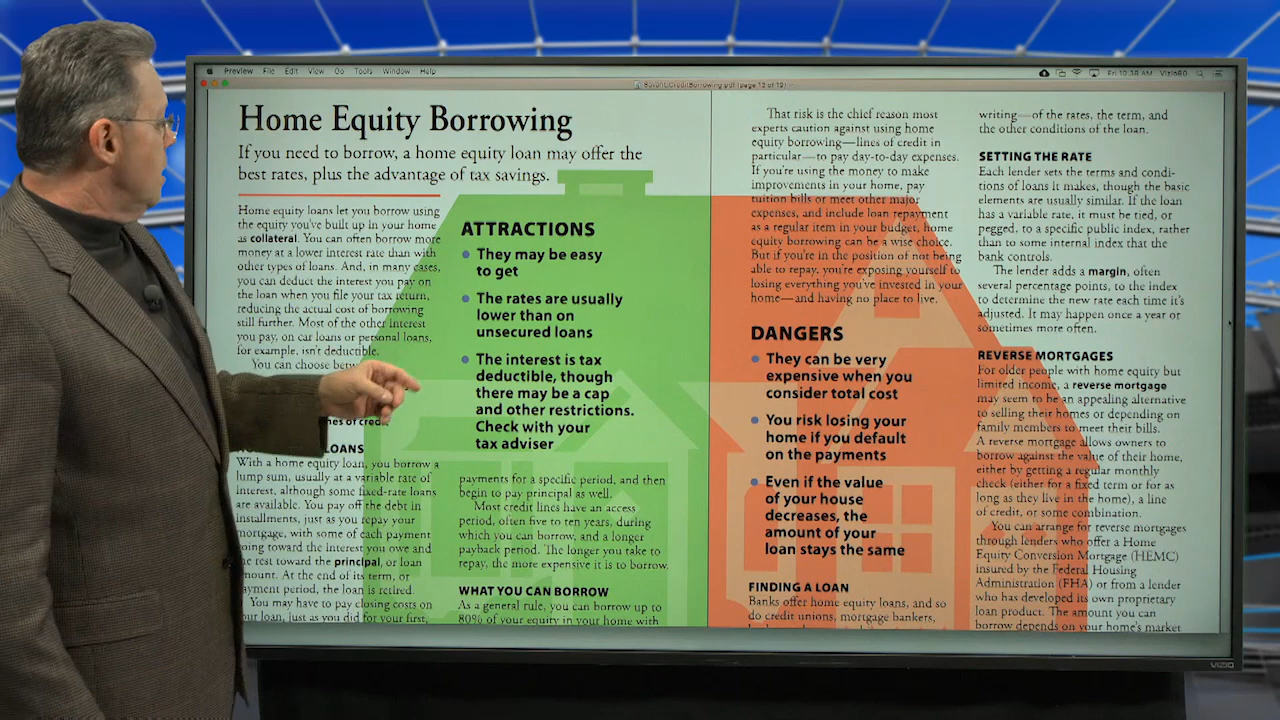 Preview File Edit View Go Tools Window Help
Fri 10:38 AM Vizio80
(page 13 of 19)
Home Equity Borrowing
If you need to borrow, a home equity loan may offer the
best rates, plus the advantage of tax savings.
Home equity loans let you borrow using
the equity you've built up in your home
as collateral. You can often borrow more
money at a lower interest rate than with
other types of loans. And, in many cases,
you can deduct the interest you pay on
the loan when you file your tax return,
reducing the actual cost of borrowing
still further. Most of the other interest
you pay, on car loans or personal loans,
for example, isn't deductible.
You can choose
of credit.
LOANS
With a home equity loan, you borrow a
lump sum, usually at a variable rate of
interest, although some fixed-rate loans
are available. You pay off the debt in
installments, just as you repay your
mortgage, with some of each payment
going toward the interest you owe and
the rest toward the principal, or loan
amount. At the end of its term, or
payment period, the loan is retired.
You may have to pay closing costs on
your loan, just as you did for your first,
ATTRACTIONS
• They may be easy
to get
• The rates are usually
lower than on
unsecured loans
• The interest is tax
deductible, though
there may be a cap
and other restrictions.
Check with your
tax adviser
payments for a specific period, and then
begin to pay principal as well.
Most credit lines have an access
period, often five to ten years, during
which you can borrow, and a longer
payback period. The longer you take to
repay, the more expensive it is to borrow.
WHAT YOU CAN BORROW
As a general rule, you can borrow up to
80% of your equity in your home with
That risk is the chief reason most
experts caution against using home
equity borrowing—lines of credit in
particular—to pay day-to-day expenses.
If you're using the money to make
improvements in your home, pay
tuition bills or meet other major
expenses, and include loan repayment
as a regular item in your budget, home
equity borrowing can be a wise choice.
But if you're in the position of not being
able to repay, you're exposing yourself to
losing everything you've invested in your
home—and having no place to live.
DANGERS
• They can be very
expensive when you
consider total cost
• You risk losing your
home if you default
on the payments
• Even if the value
of your house
decreases, the
amount of your
loan stays the same
FINDING A LOAN
Banks offer home equity loans, and so
do credit unions, mortgage bankers,
writing—of the rates, the term, and
the other conditions of the loan.
SETTING THE RATE
Each lender sets the terms and condi-
tions of loans it makes, though the basic
elements are usually similar. If the loan
has a variable rate, it must be tied, or
pegged, to a specific public index, rather
than to some internal index that the
bank controls.
The lender adds a margin, often
several percentage points, to the index
to determine the new rate each time it's
adjusted. It may happen once a year or
sometimes more often.
REVERSE MORTGAGES
For older people with home equity but
limited income, a reverse mortgage
may seem to be an appealing alternative
to selling their homes or depending on
family members to meet their bills.
A reverse mortgage allows owners to
borrow against the value of their home,
either by getting a regular monthly
check (either for a fixed term or for as
long as they live in the home), a line
of credit, or some combination.
You can arrange for reverse mortgages
through lenders who offer a Home
Equity Conversion Mortgage (HEMC)
insured by the Federal Housing
Administration (FHA) or from a lender
who has developed its own proprietary
loan product. The amount you can
borrow depends on your home's market
VIZIO